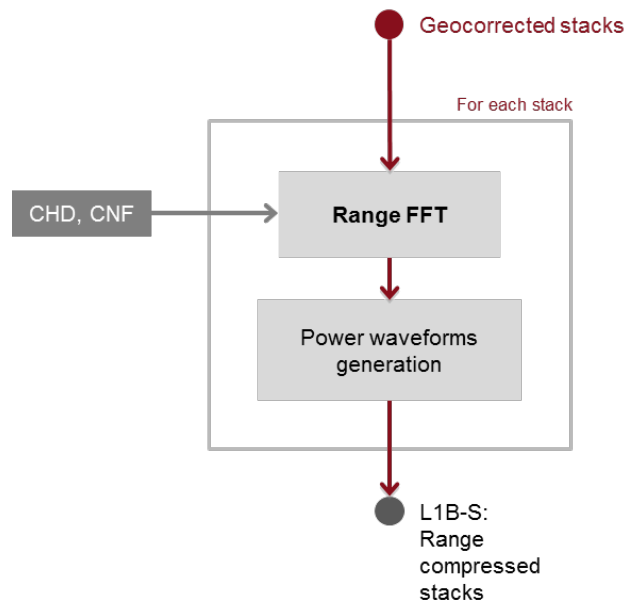 Geocorrected stacks
For each stack
CHD, CNF
Range FFT
Power waveforms
generation
L1B-S:
Range
compressed
stacks